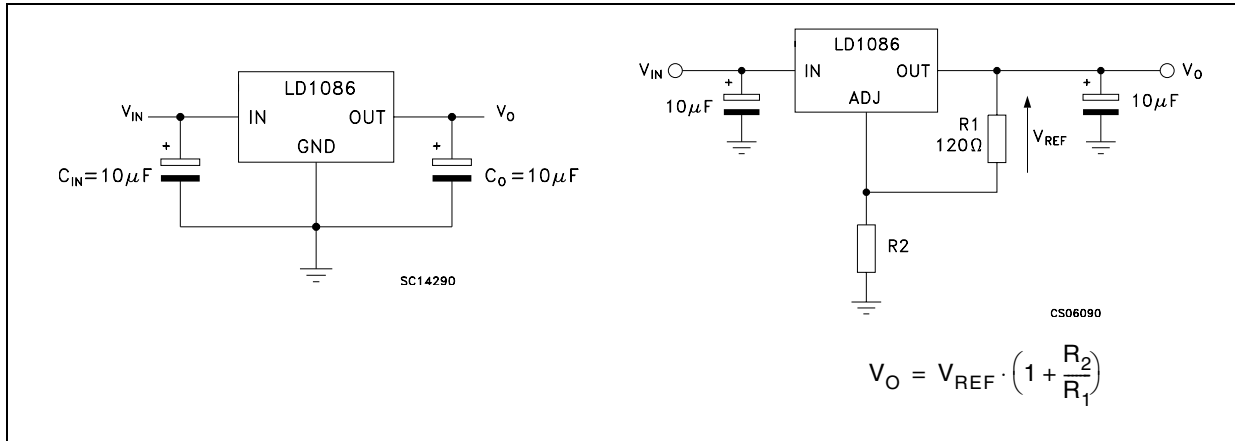 LD1086
V_IN
IN
OUT
V_O
GND
+
+
C_IN=10μF
C_O=10μF
SC14290
LD1086
V_IN
IN
OUT
V_O
ADJ
+
10μF
R1
120Ω
V_REF
+
10μF
R2
CS06090
V_O = V_REF · (1 + R_2/R_1)